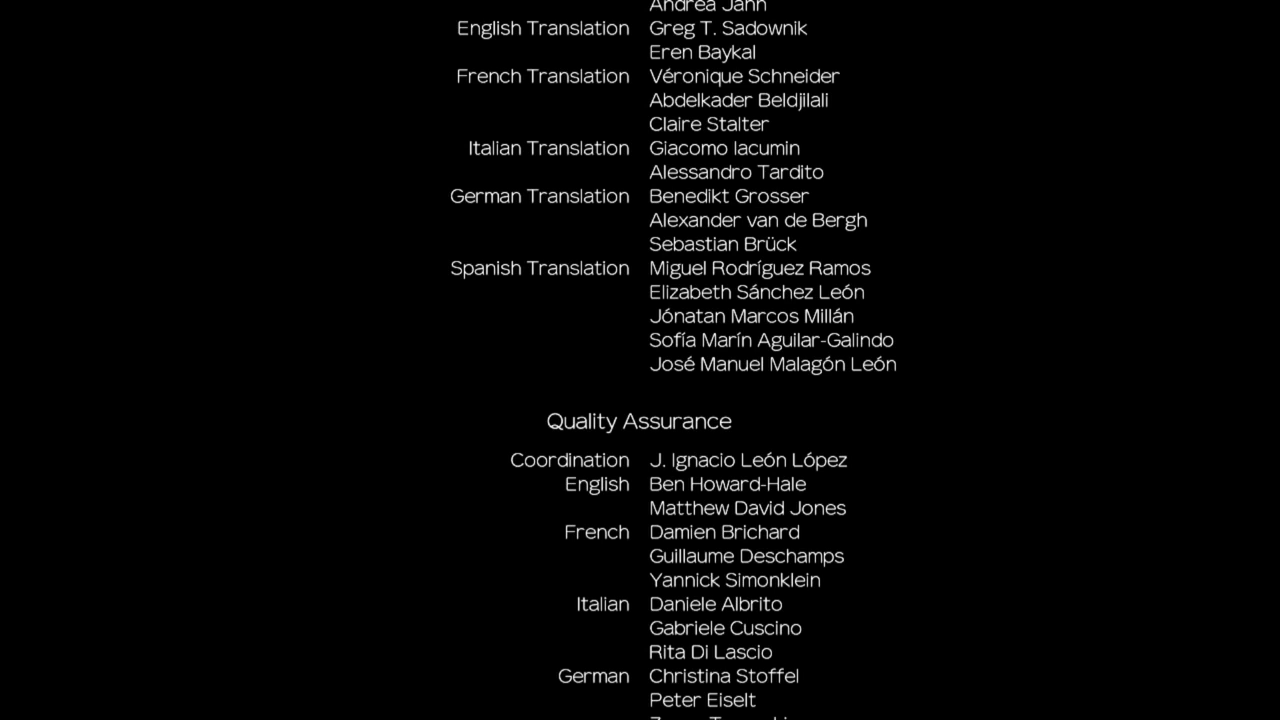 Andrea Jahn
English Translation Greg T. Sadownik
Eren Baykal
French Translation Véronique Schneider
Abdelkader Beldjilali
Claire Stalter
Italian Translation Giacomo Iacumin
Alessandro Tardito
German Translation Benedikt Grosser
Alexander van de Bergh
Sebastian Brück
Spanish Translation Miguel Rodríguez Ramos
Elizabeth Sánchez León
Jónatan Marcos Millán
Sofía Marín Aguilar-Galindo
José Manuel Malagón León
Quality Assurance
Coordination J. Ignacio León López
English Ben Howard-Hale
Matthew David Jones
French Damien Brichard
Guillaume Deschamps
Yannick Simonklein
Italian Daniele Albrito
Gabriele Cuscino
Rita Di Lascio
German Christina Stoffel
Peter Eiselt